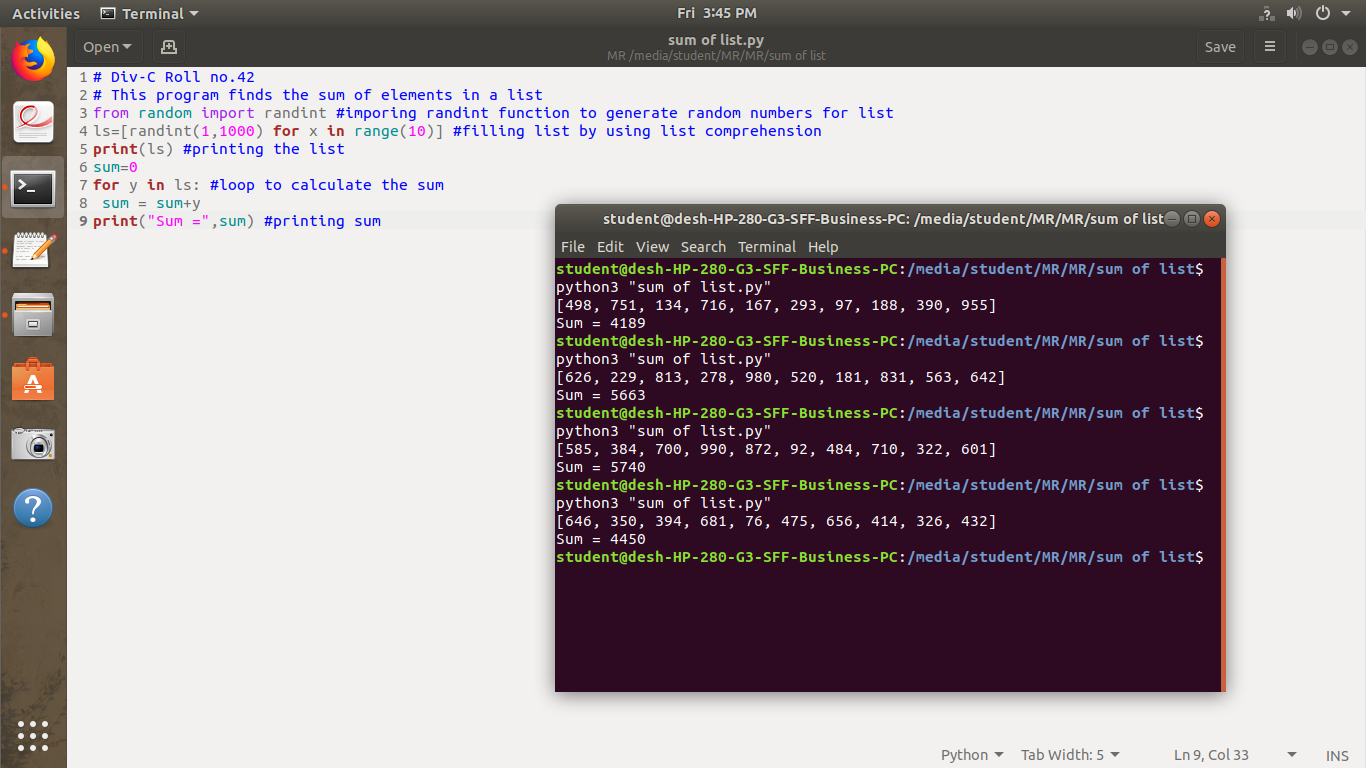 Activities Terminal Fri 3:45 PM
Open sum of list.py Save
MR /media/student/MR/MR/sum of list
1 # Div-C Roll no.42
2 # This program finds the sum of elements in a list
3 from random import randint #imporing randint function to generate random numbers for list
4 ls=[randint(1,1000) for x in range(10)] #filling list by using list comprehension
5 print(ls) #printing the list
6 sum=0
7 for y in ls: #loop to calculate the sum
8  sum = sum+y
9 print("Sum =",sum) #printing sum
student@desh-HP-280-G3-SFF-Business-PC: /media/student/MR/MR/sum of list
File Edit View Search Terminal Help
student@desh-HP-280-G3-SFF-Business-PC:/media/student/MR/MR/sum of list$
python3 "sum of list.py"
[498, 751, 134, 716, 167, 293, 97, 188, 390, 955]
Sum = 4189
student@desh-HP-280-G3-SFF-Business-PC:/media/student/MR/MR/sum of list$
python3 "sum of list.py"
[626, 229, 813, 278, 980, 520, 181, 831, 563, 642]
Sum = 5663
student@desh-HP-280-G3-SFF-Business-PC:/media/student/MR/MR/sum of list$
python3 "sum of list.py"
[585, 384, 700, 990, 872, 92, 484, 710, 322, 601]
Sum = 5740
student@desh-HP-280-G3-SFF-Business-PC:/media/student/MR/MR/sum of list$
python3 "sum of list.py"
[646, 350, 394, 681, 76, 475, 656, 414, 326, 432]
Sum = 4450
student@desh-HP-280-G3-SFF-Business-PC:/media/student/MR/MR/sum of list$
Python Tab Width: 5 Ln 9, Col 33 INS